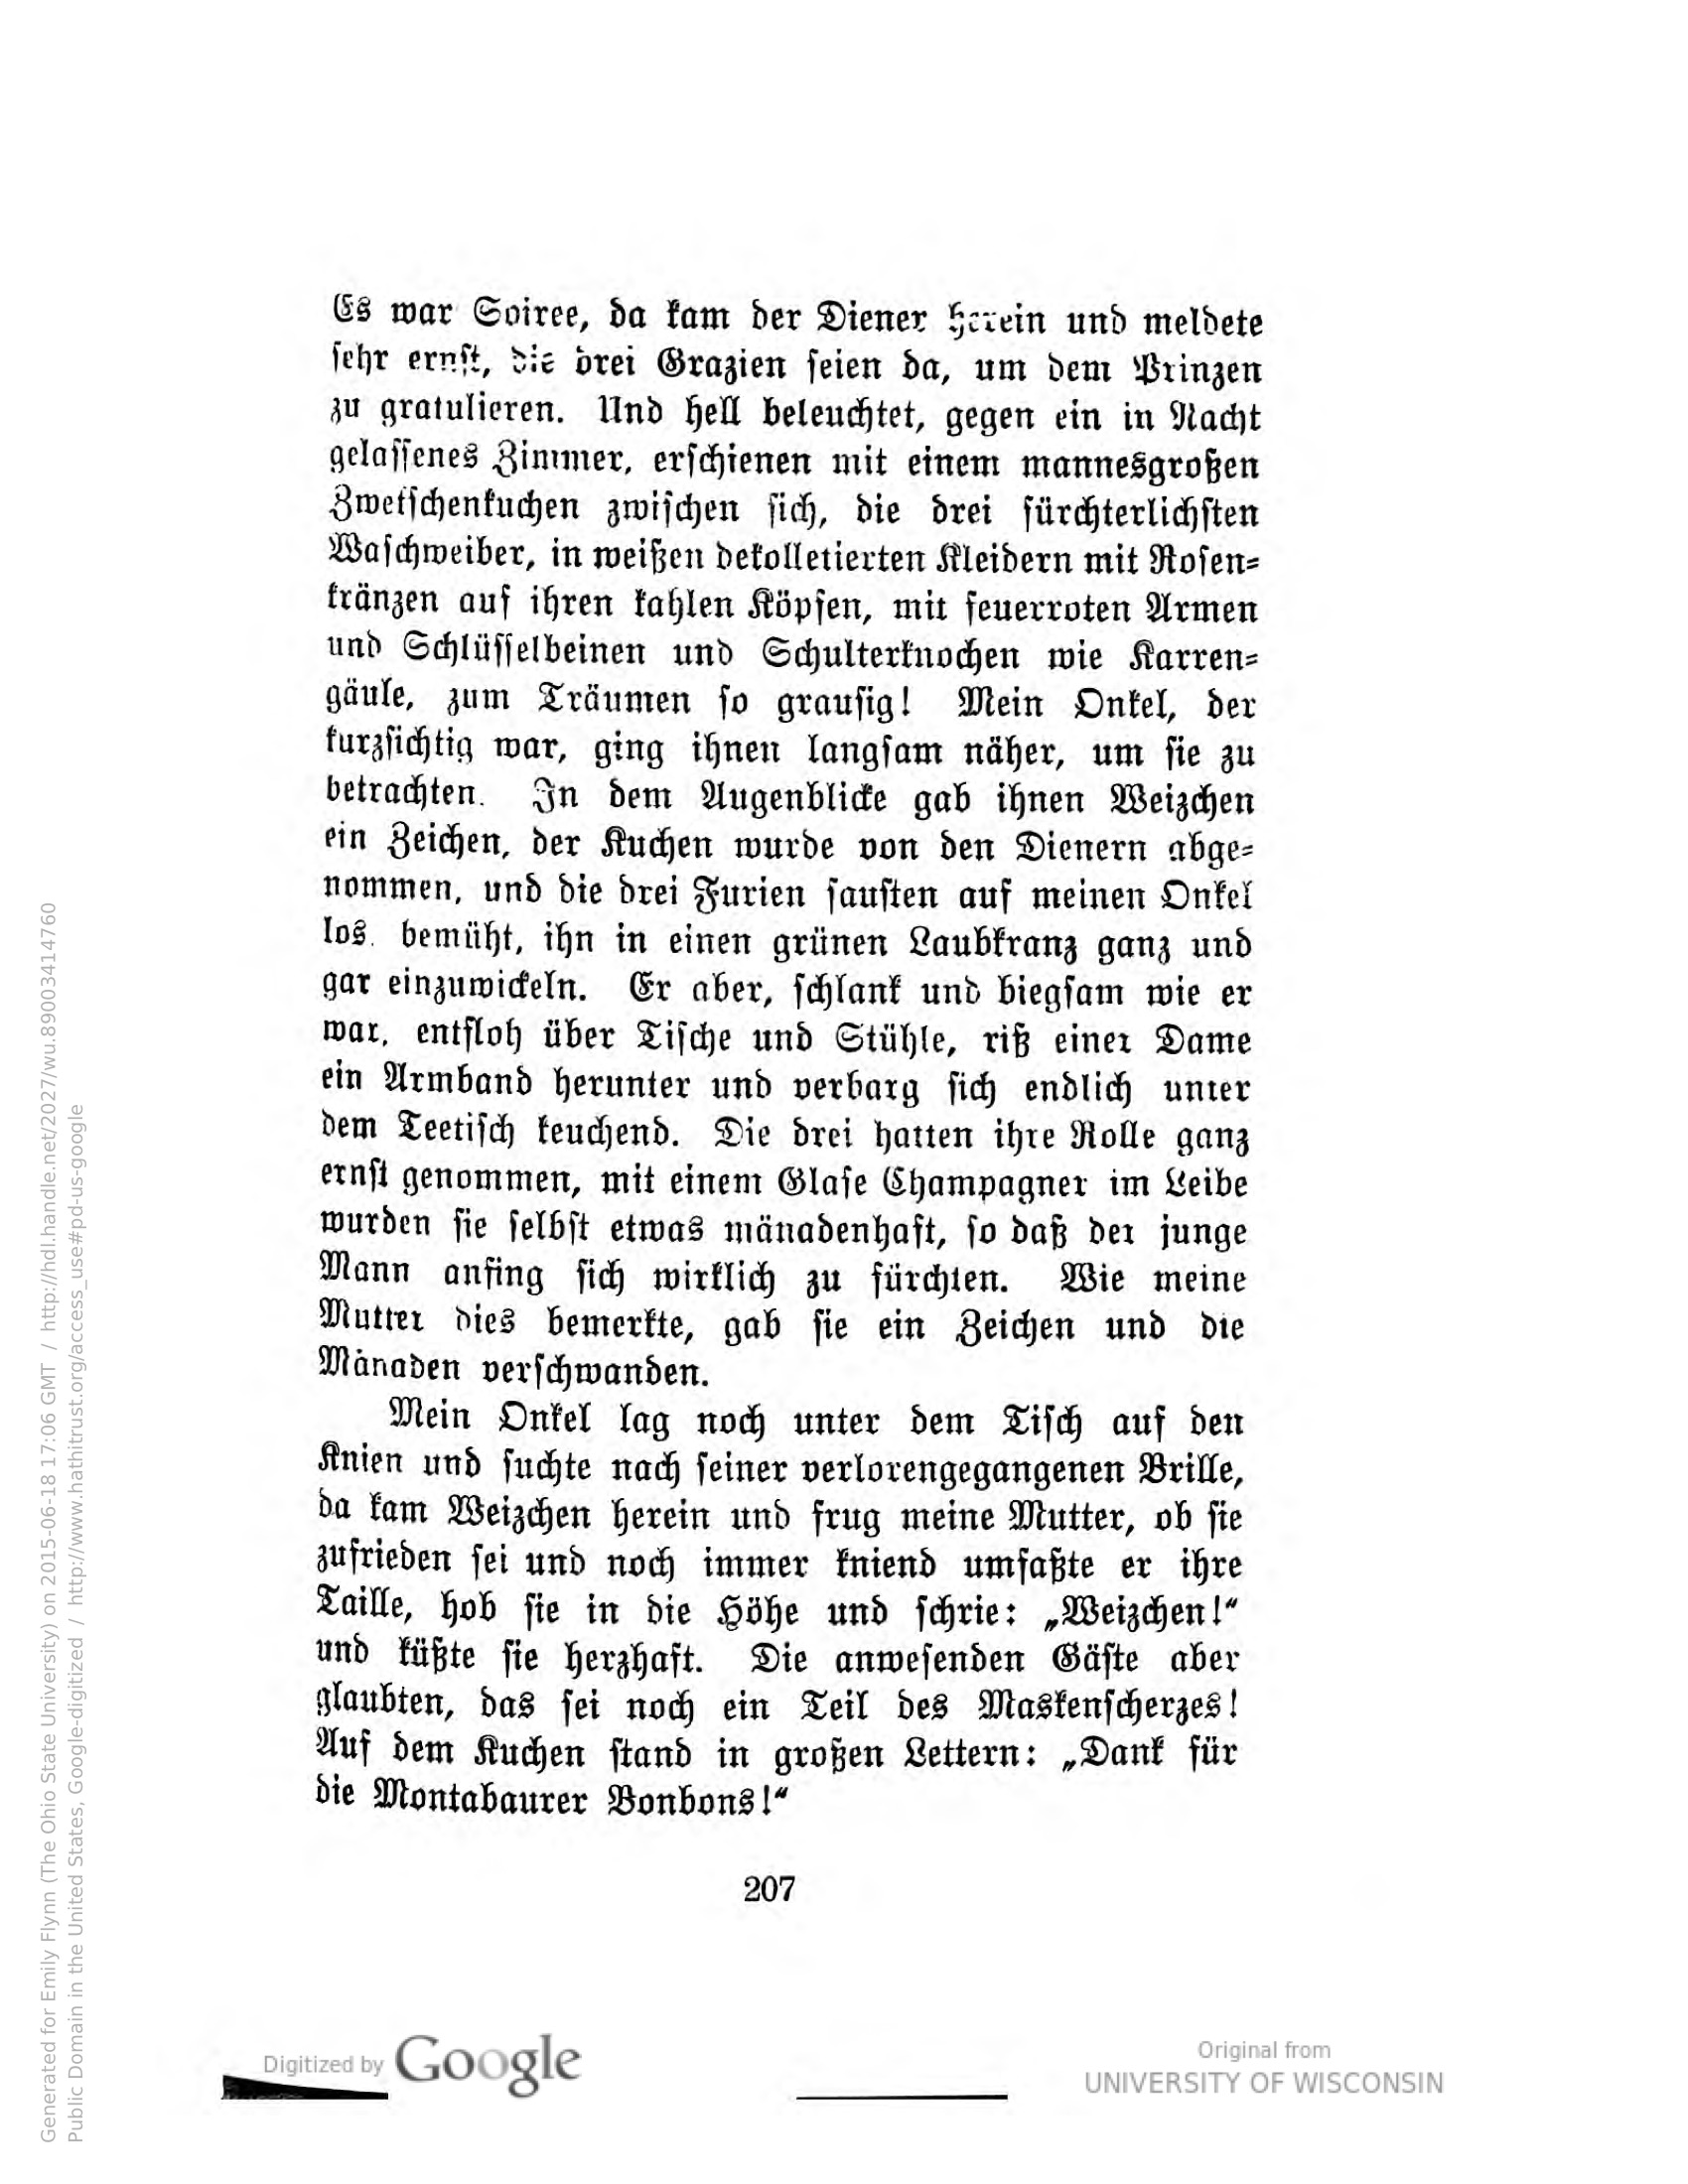 Es war Soiree, da kam der Diener herein und meldete
sehr ernst, die drei Grazien seien da, um dem Prinzen
zu gratulieren. Und hell beleuchtet, gegen ein in Nacht
gelassenes Zimmer, erschienen mit einem mannesgroßen
Zwetschenkuchen zwischen sich, die drei fürchterlichsten
Waschweiber, in weißen dekolletierten Kleidern mit Rosen-
kränzen auf ihren kahlen Köpfen, mit feuerroten Armen
und Schlüsselbeinen und Schulterknochen wie Karren-
gäule, zum Träumen so grausig! Mein Onkel, der
kurzsichtig war, ging ihnen langsam näher, um sie zu
betrachten. In dem Augenblicke gab ihnen Weizchen
ein Zeichen, der Kuchen wurde von den Dienern abge-
nommen, und die drei Furien sausten auf meinen Onkel
los, bemüht, ihn in einen grünen Laubkranz ganz und
gar einzuwickeln. Er aber, schlank und biegsam wie er
war, entfloh über Tische und Stühle, riß einer Dame
ein Armband herunter und verbarg sich endlich unter
dem Teetisch keuchend. Die drei hatten ihre Rolle ganz
ernst genommen, mit einem Glase Champagner im Leibe
wurden sie selbst etwas mänadenhaft, so daß der junge
Mann anfing sich wirklich zu fürchten. Wie meine
Mutter dies bemerkte, gab sie ein Zeichen und die
Mänaden verschwanden.
Mein Onkel lag noch unter dem Tisch auf den
Knien und suchte nach seiner verlorengegangenen Brille,
da kam Weizchen herein und frug meine Mutter, ob sie
zufrieden sei und noch immer kniend umfaßte er ihre
Taille, hob sie in die Höhe und schrie: „Weizchen!“
und küßte sie herzhaft. Die anwesenden Gäste aber
glaubten, das sei noch ein Teil des Maskenscherzes!
Auf dem Kuchen stand in großen Lettern: „Dank für
die Montabaurer Bonbons!“
207
Digitized by Google
Original from
UNIVERSITY OF WISCONSIN
Generated for Emily Flynn (The Ohio State University) on 2015-06-18 17:06 GMT / http://hdl.handle.net/2027/wu.89003414760
Public Domain in the United States, Google-digitized / http://www.hathitrust.org/access_use#pd-us-google